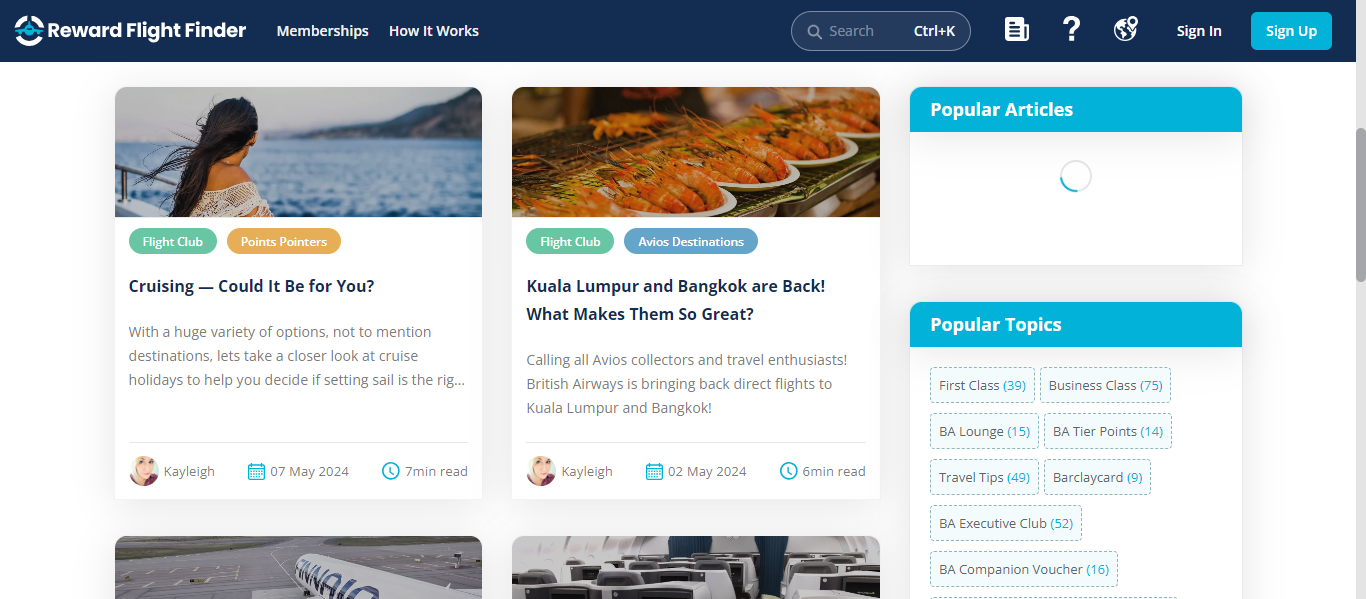 Reward Flight Finder
Memberships
How It Works
Search
Ctrl+K
?
Sign In
Sign Up
Flight Club
Points Pointers
Cruising — Could It Be for You?
With a huge variety of options, not to mention
destinations, lets take a closer look at cruise
holidays to help you decide if setting sail is the rig...
Kayleigh
07 May 2024
7min read
Flight Club
Avios Destinations
Kuala Lumpur and Bangkok are Back!
What Makes Them So Great?
Calling all Avios collectors and travel enthusiasts!
British Airways is bringing back direct flights to
Kuala Lumpur and Bangkok!
Kayleigh
02 May 2024
6min read
FINNAIR
Popular Articles
Popular Topics
First Class (39)
Business Class (75)
BA Lounge (15)
BA Tier Points (14)
Travel Tips (49)
Barclaycard (9)
BA Executive Club (52)
BA Companion Voucher (16)